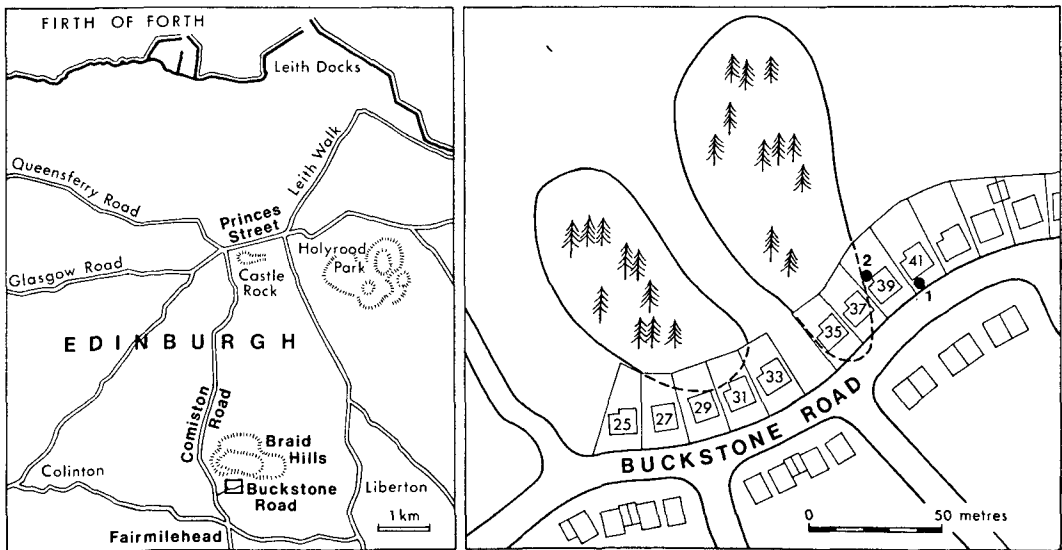 FIRTH OF FORTH
Leith Docks
Queensferry Road
Leith Walk
Princes
Street
Holyrood
Park
Glasgow Road
Castle
Rock
EDINBURGH
Comiston
Road
Braid
Hills
Colinton
Buckstone
Road
Liberton
1 km
Fairmilehead
2
41
39
1
37
35
33
31
29
27
25
BUCKSTONE ROAD
0 50 metres